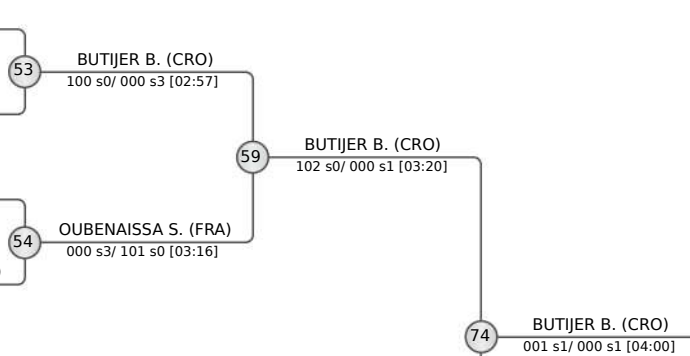 53
BUTIJER B. (CRO)
100 s0/ 000 s3 [02:57]
59
BUTIJER B. (CRO)
102 s0/ 000 s1 [03:20]
54
OUBENAISSA S. (FRA)
000 s3/ 101 s0 [03:16]
74
BUTIJER B. (CRO)
001 s1/ 000 s1 [04:00]